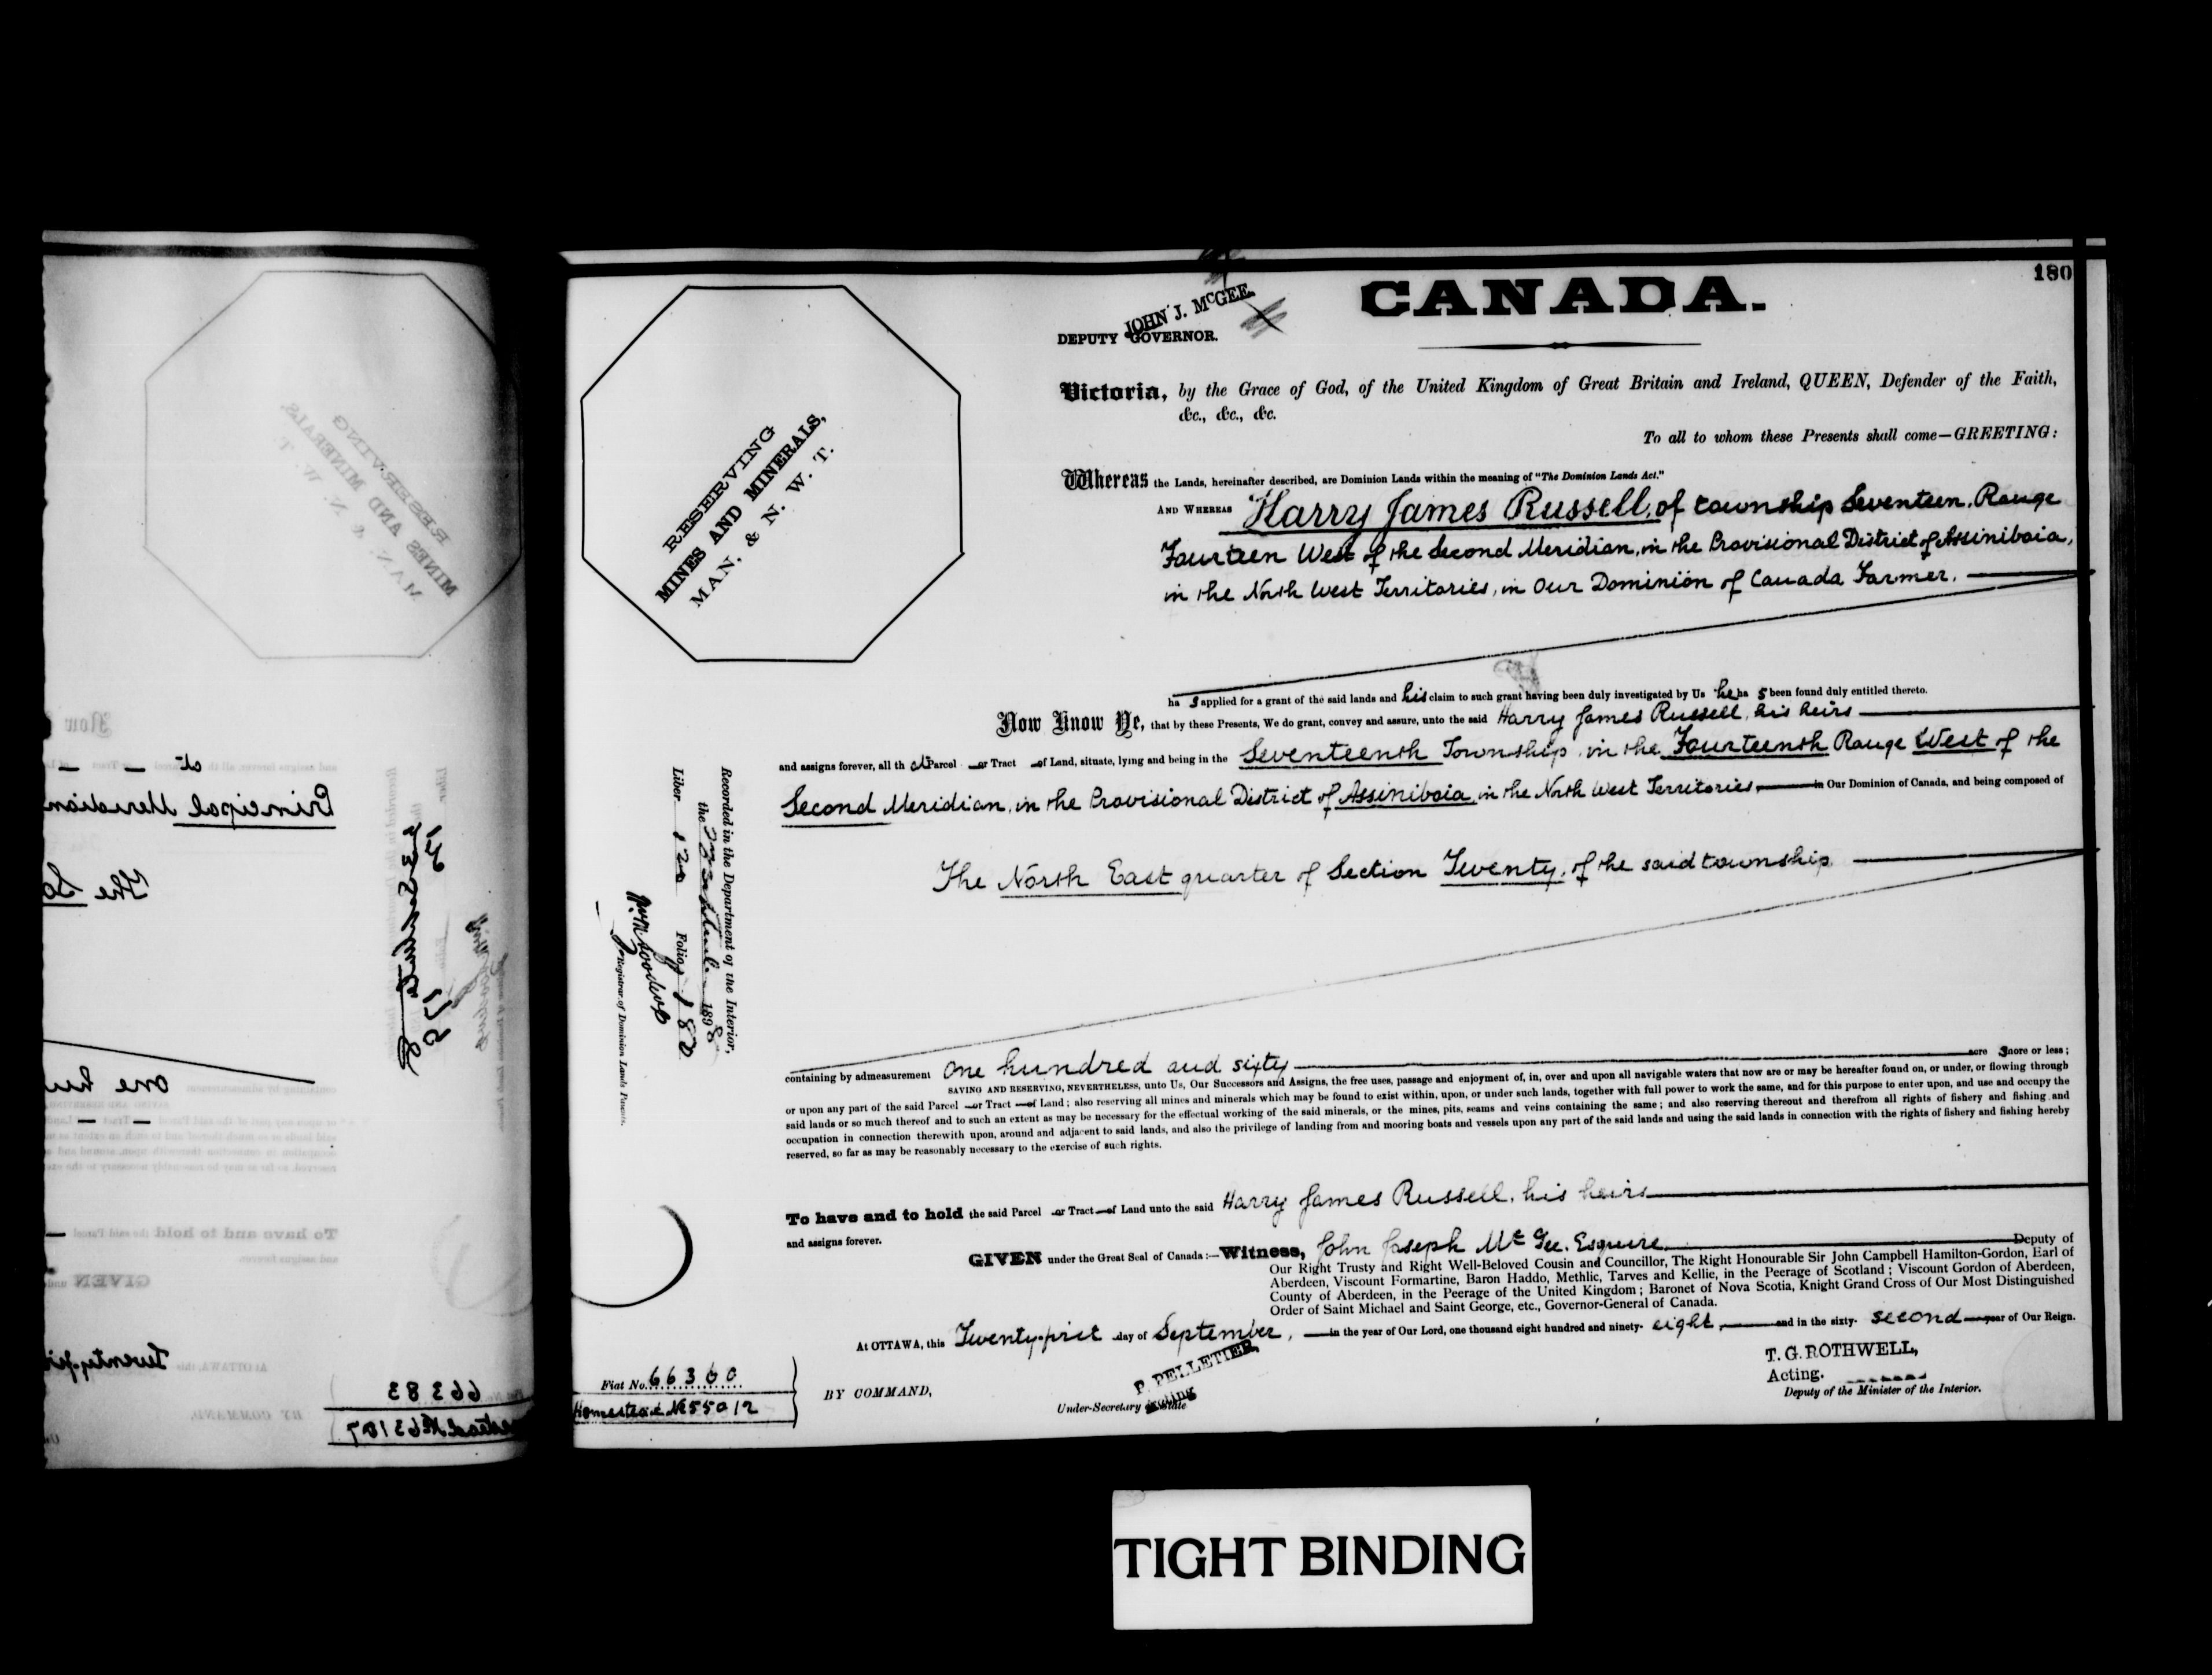 180
CANADA.
JOHN J. McGEE.
DEPUTY GOVERNOR.
RESERVING
MINES AND MINERALS,
MAN, & N. W. T.
Victoria, by the Grace of God, of the United Kingdom of Great Britain and Ireland, QUEEN, Defender of the Faith,
&c., &c., &c.
To all to whom these Presents shall come—GREETING:
Whereas the Lands, hereinafter described, are Dominion Lands within the meaning of "The Dominion Lands Act."
AND WHEREAS Harry James Russell, of township Seventeen, Range
Fourteen West of the Second Meridian, in the Provisional District of Assiniboia,
in the North West Territories, in Our Dominion of Canada Farmer.
ha s applied for a grant of the said lands and his claim to such grant having been duly investigated by Us he ha s been found duly entitled thereto.
Now Know Ye, that by these Presents, We do grant, convey and assure, unto the said Harry James Russell, his heirs
and assigns forever, all th at Parcel or Tract of Land, situate, lying and being in the Seventeenth Township, in the Fourteenth Range West of the
Second Meridian, in the Provisional District of Assiniboia, in the North West Territories, in Our Dominion of Canada, and being composed of
The North East quarter of Section Twenty, of the said township
Recorded in the Department of the Interior,
the 23 September 1898
Liber 120 Folio 180
Registrar of Dominion Lands Patents.
containing by admeasurement one hundred and sixty acre s more or less;
SAVING AND RESERVING, NEVERTHELESS, unto Us, Our Successors and Assigns, the free uses, passage and enjoyment of, in, over and upon all navigable waters that now are or may be hereafter found on, or under, or flowing through
or upon any part of the said Parcel or Tract of Land; also reserving all mines and minerals which may be found to exist within, upon, or under such lands, together with full power to work the same, and for this purpose to enter upon, and use and occupy the
said lands or so much thereof and to such an extent as may be necessary for the effectual working of the said minerals, or the mines, pits, seams and veins containing the same; and also reserving thereout and therefrom all rights of fishery and fishing and
occupation in connection therewith upon, around and adjacent to said lands, and also the privilege of landing from and mooring boats and vessels upon any part of the said lands and using the said lands in connection with the rights of fishery and fishing hereby
reserved, so far as may be reasonably necessary to the exercise of such rights.
To have and to hold the said Parcel or Tract of Land unto the said Harry James Russell, his heirs
and assigns forever.
GIVEN under the Great Seal of Canada:—Witness, John Joseph McGee, Esquire, Deputy of
Our Right Trusty and Right Well-Beloved Cousin and Councillor, The Right Honourable Sir John Campbell Hamilton-Gordon, Earl of
Aberdeen, Viscount Formartine, Baron Haddo, Methlic, Tarves and Kellie, in the Peerage of Scotland; Viscount Gordon of Aberdeen,
County of Aberdeen, in the Peerage of the United Kingdom; Baronet of Nova Scotia, Knight Grand Cross of Our Most Distinguished
Order of Saint Michael and Saint George, etc., Governor-General of Canada.
At OTTAWA, this Twenty-first day of September, in the year of Our Lord, one thousand eight hundred and ninety- eight, and in the sixty- second year of Our Reign.
Fiat No. 66360
Homestead No 55012
BY COMMAND,
P. PELLETIER,
Acting
Under-Secretary of State
T. G. ROTHWELL,
Acting.
Deputy of the Minister of the Interior.
TIGHT BINDING